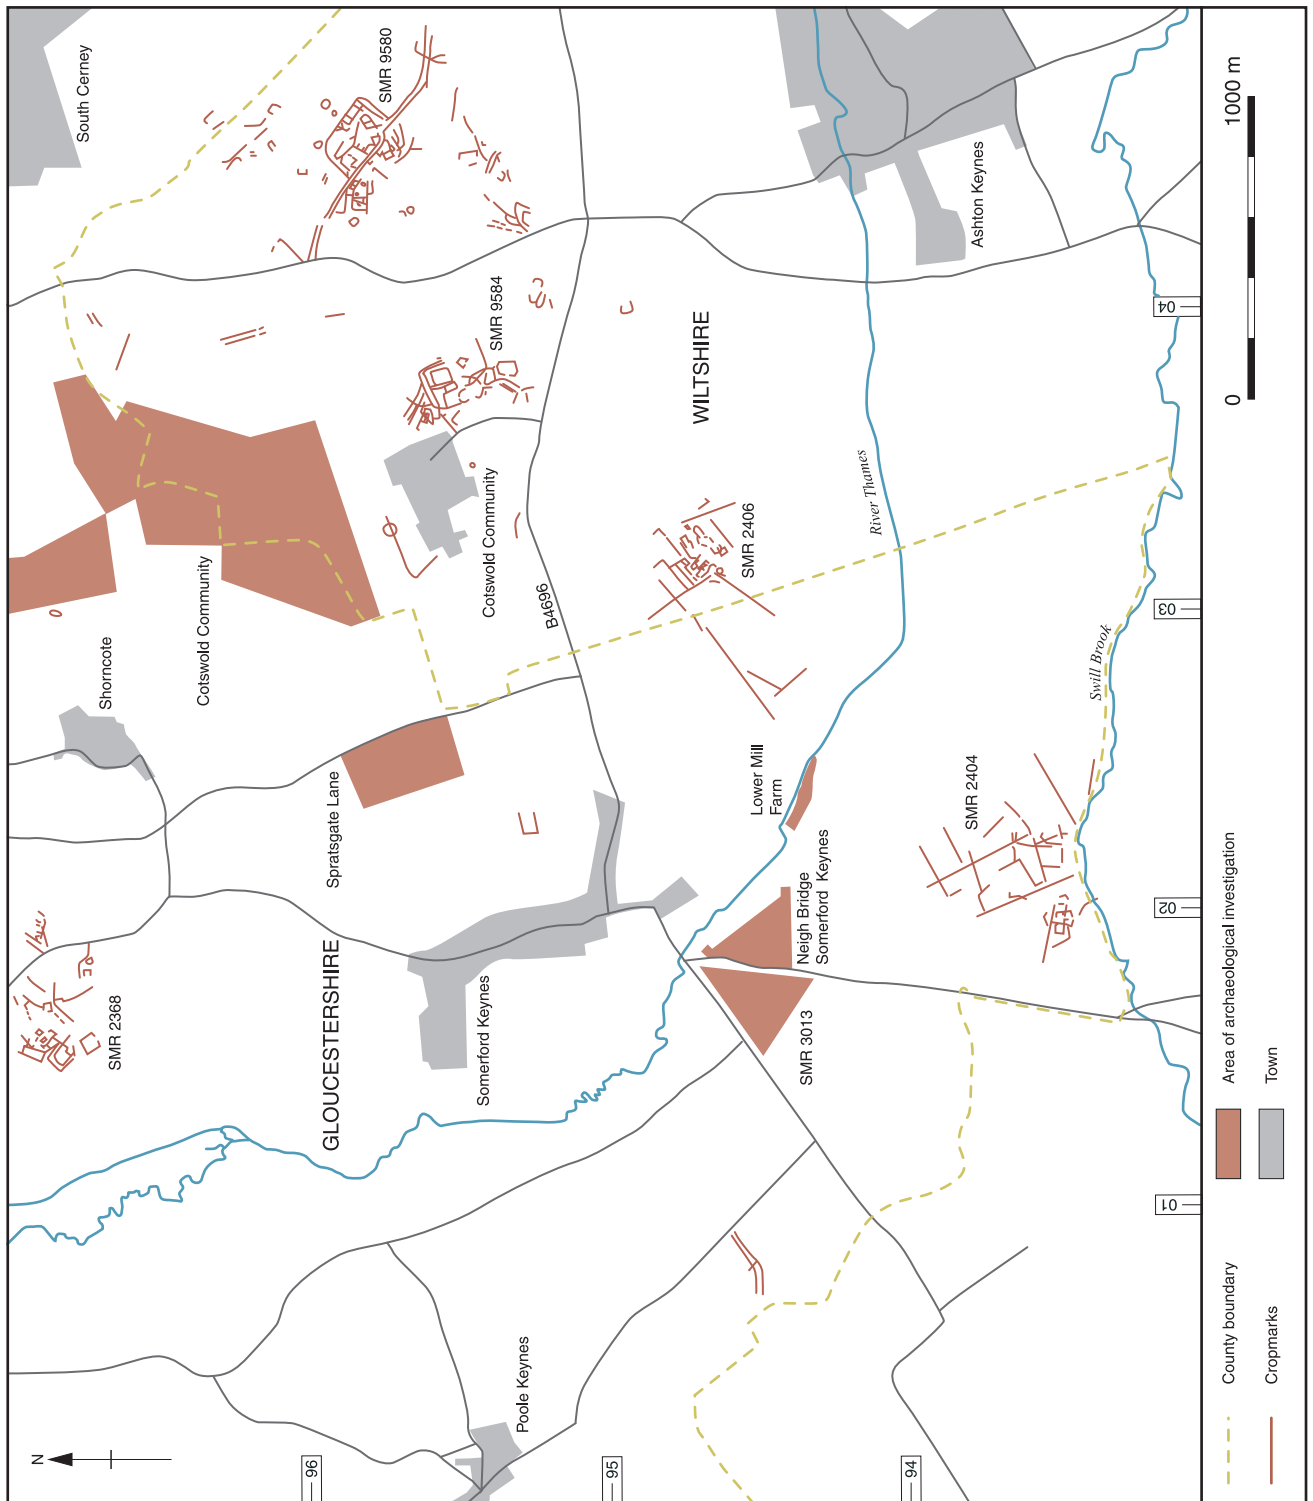 South Cerney
SMR 9580
Ashton Keynes
1000 m
0
SMR 9584
WILTSHIRE
04
Cotswold Community
Cotswold Community
B4696
SMR 2406
River Thames
03
Swill Brook
Shorncote
Spratsgate Lane
Lower Mill
Farm
SMR 2404
Neigh Bridge
Somerford Keynes
02
GLOUCESTERSHIRE
SMR 2368
Somerford Keynes
SMR 3013
01
Poole Keynes
N
96
95
94
County boundary
Cropmarks
Area of archaeological investigation
Town